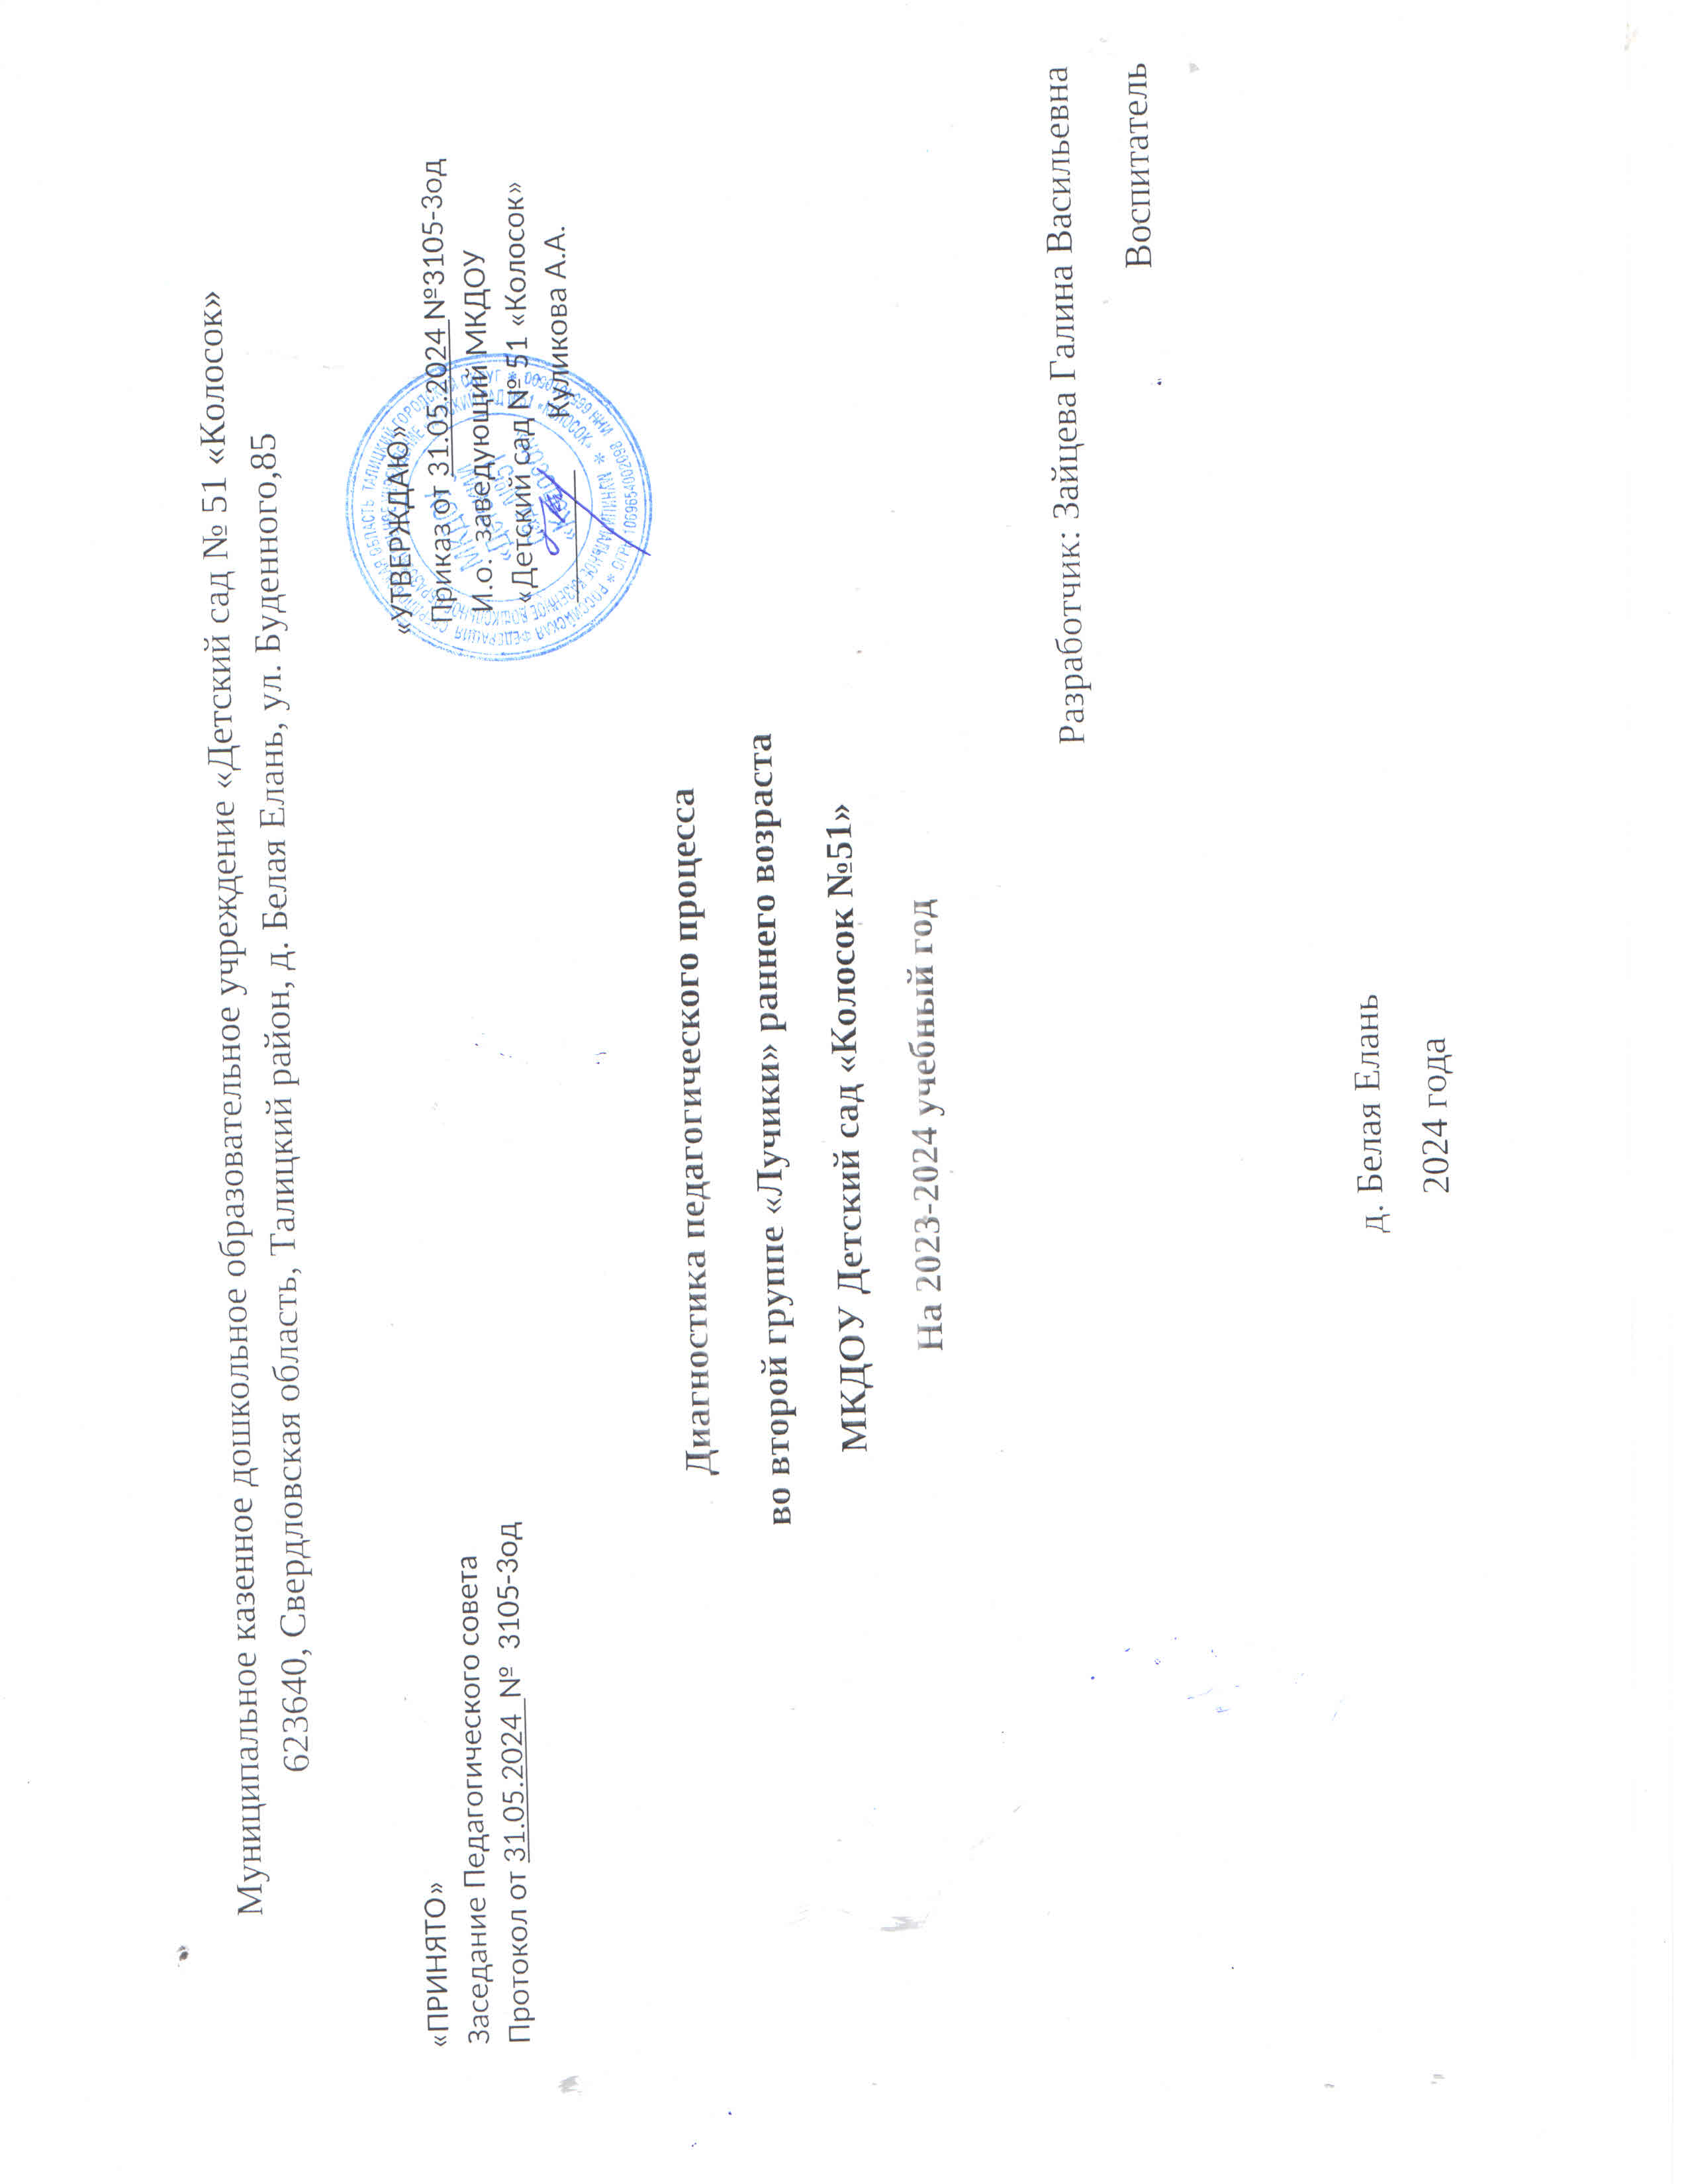 Муниципальное казенное дошкольное образовательное учреждение «Детский сад № 51 «Колосок»
623640, Свердловская область, Талицкий район, д. Белая Елань, ул. Буденного,85
«ПРИНЯТО»
Заседание Педагогического совета
Протокол от 31.05.2024 № 3105-3од
«УТВЕРЖДАЮ»
Приказ от 31.05.2024 №3105-3од
И.о. заведующий МКДОУ
«Детский сад № 51 «Колосок»
Куликова А.А.
Диагностика педагогического процесса
во второй группе «Лучики» раннего возраста
МКДОУ Детский сад «Колосок №51»
На 2023-2024 учебный год
Разработчик: Зайцева Галина Васильевна
Воспитатель
д. Белая Елань
2024 года